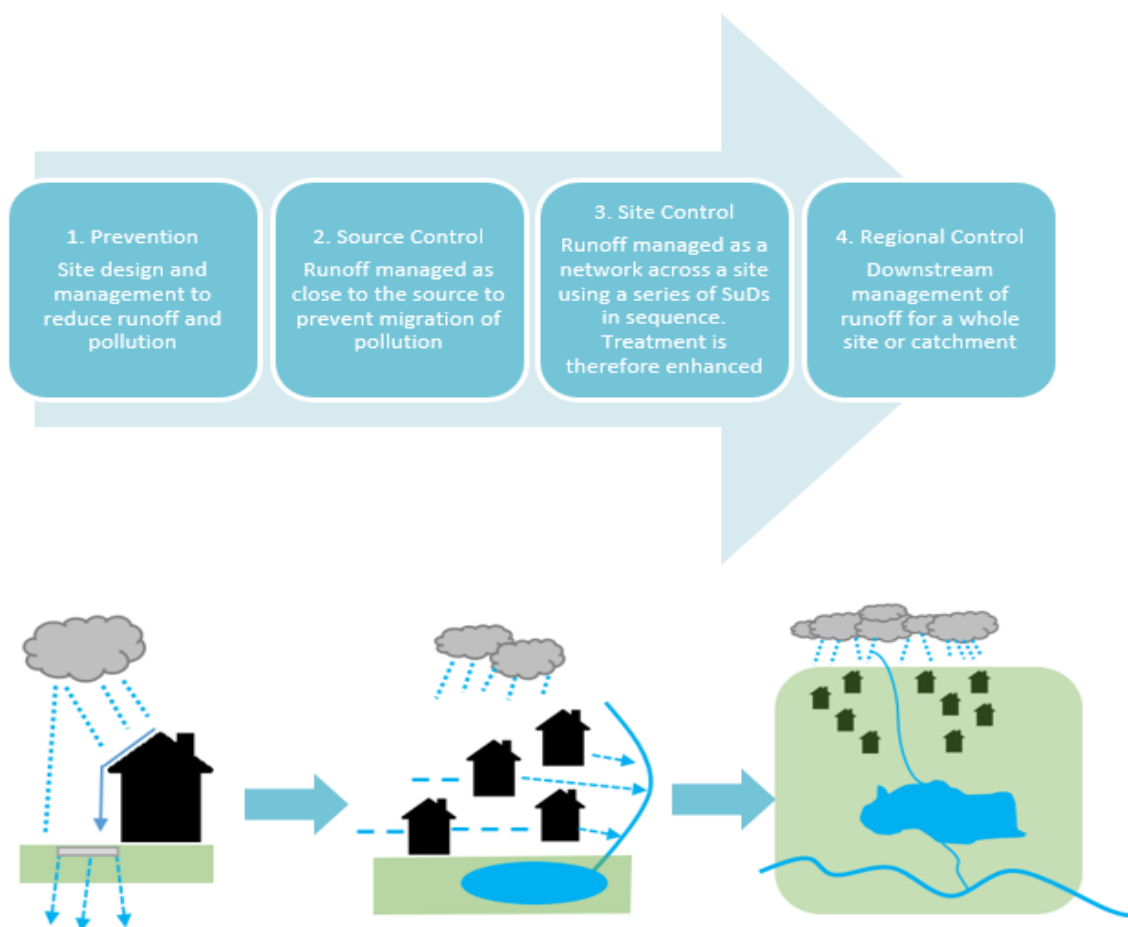 1. Prevention
Site design and
management to
reduce runoff and
pollution
2. Source Control
Runoff managed as
close to the source to
prevent migration of
pollution
3. Site Control
Runoff managed as a
network across a site
using a series of SuDs
in sequence.
Treatment is
therefore enhanced
4. Regional Control
Downstream
management of
runoff for a whole
site or catchment